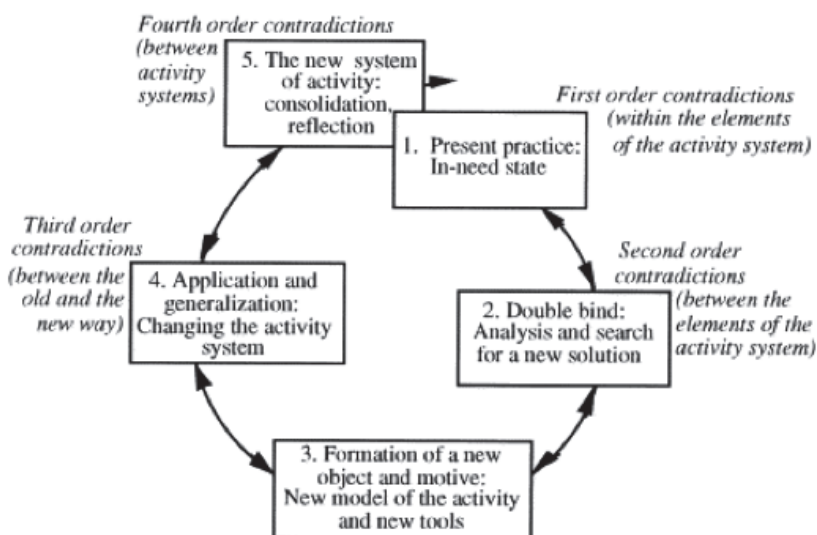 Fourth order contradictions
(between
activity
systems)
5. The new system
of activity:
consolidation,
reflection
First order contradictions
(within the elements
of the activity system)
1. Present practice:
In-need state
Second order
contradictions
(between the
elements of the
activity system)
2. Double bind:
Analysis and search
for a new solution
3. Formation of a new
object and motive:
New model of the activity
and new tools
Third order
contradictions
(between the
old and the
new way)
4. Application and
generalization:
Changing the activity
system